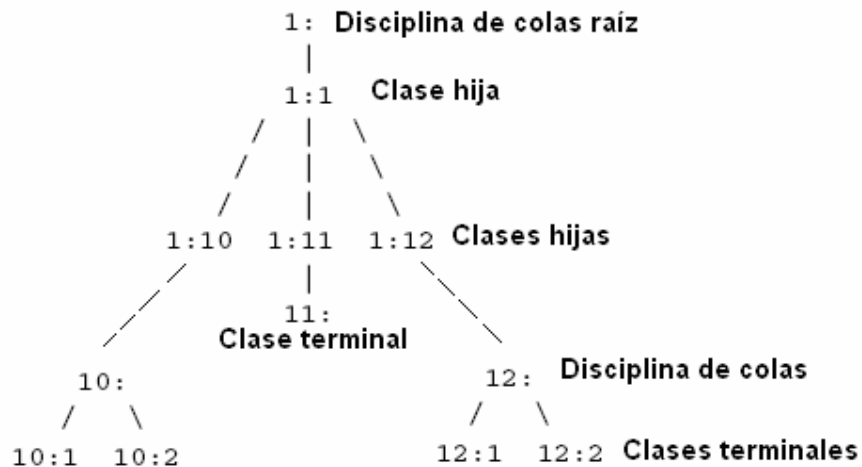 1: Disciplina de colas raíz
1:1 Clase hija
1:10 1:11 1:12 Clases hijas
11:
Clase terminal
10: 12: Disciplina de colas
10:1 10:2 12:1 12:2 Clases terminales